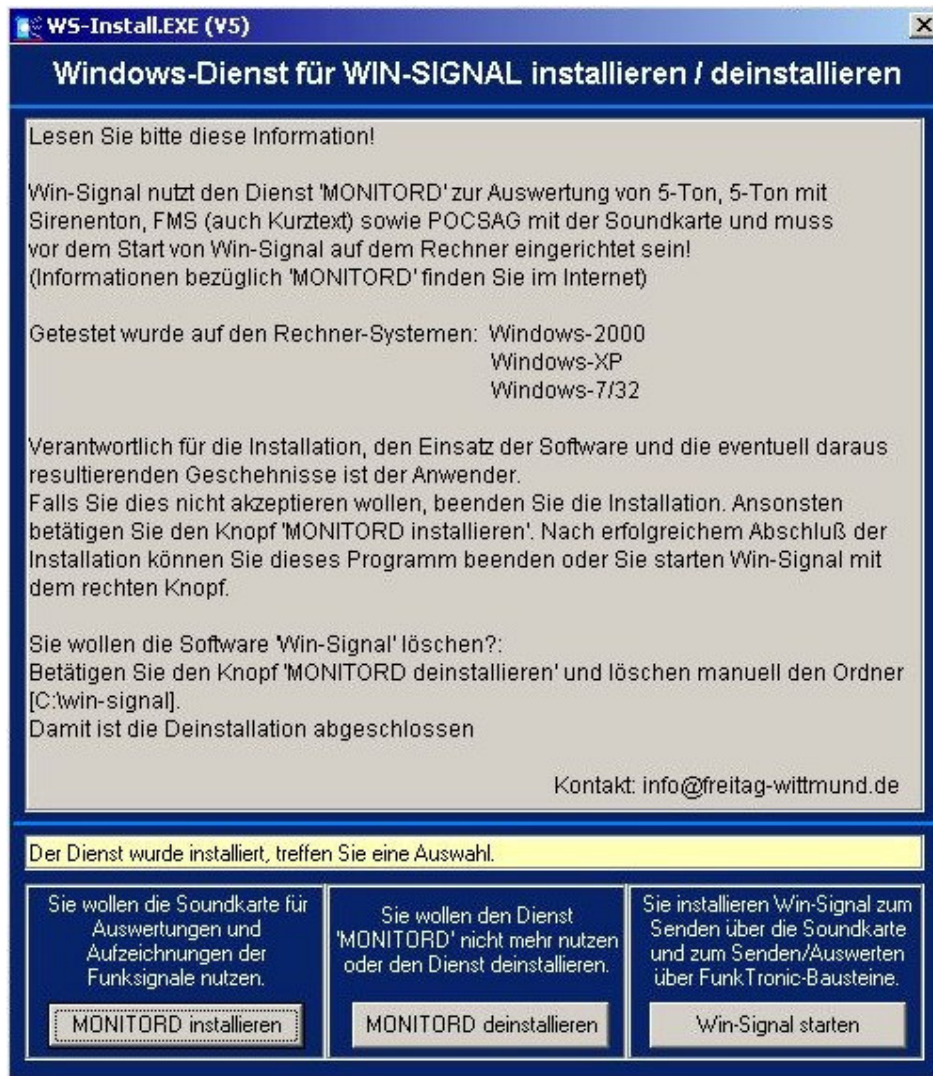 WS-Install.EXE (V5)
Windows-Dienst für WIN-SIGNAL installieren / deinstallieren
Lesen Sie bitte diese Information!
Win-Signal nutzt den Dienst 'MONITORD' zur Auswertung von 5-Ton, 5-Ton mit
Sirenenton, FMS (auch Kurztext) sowie POCSAG mit der Soundkarte und muss
vor dem Start von Win-Signal auf dem Rechner eingerichtet sein!
(Informationen bezüglich 'MONITORD' finden Sie im Internet)
Getestet wurde auf den Rechner-Systemen: Windows-2000
Windows-XP
Windows-7/32
Verantwortlich für die Installation, den Einsatz der Software und die eventuell daraus
resultierenden Geschehnisse ist der Anwender.
Falls Sie dies nicht akzeptieren wollen, beenden Sie die Installation. Ansonsten
betätigen Sie den Knopf 'MONITORD installieren'. Nach erfolgreichem Abschluß der
Installation können Sie dieses Programm beenden oder Sie starten Win-Signal mit
dem rechten Knopf.
Sie wollen die Software 'Win-Signal' löschen?:
Betätigen Sie den Knopf 'MONITORD deinstallieren' und löschen manuell den Ordner
[C:\win-signal].
Damit ist die Deinstallation abgeschlossen
Kontakt: info@freitag-wittmund.de
Der Dienst wurde installiert, treffen Sie eine Auswahl.
Sie wollen die Soundkarte für
Auswertungen und
Aufzeichnungen der
Funksignale nutzen.
MONITORD installieren
Sie wollen den Dienst
'MONITORD' nicht mehr nutzen
oder den Dienst deinstallieren.
MONITORD deinstallieren
Sie installieren Win-Signal zum
Senden über die Soundkarte
und zum Senden/Auswerten
über FunkTronic-Bausteine.
Win-Signal starten